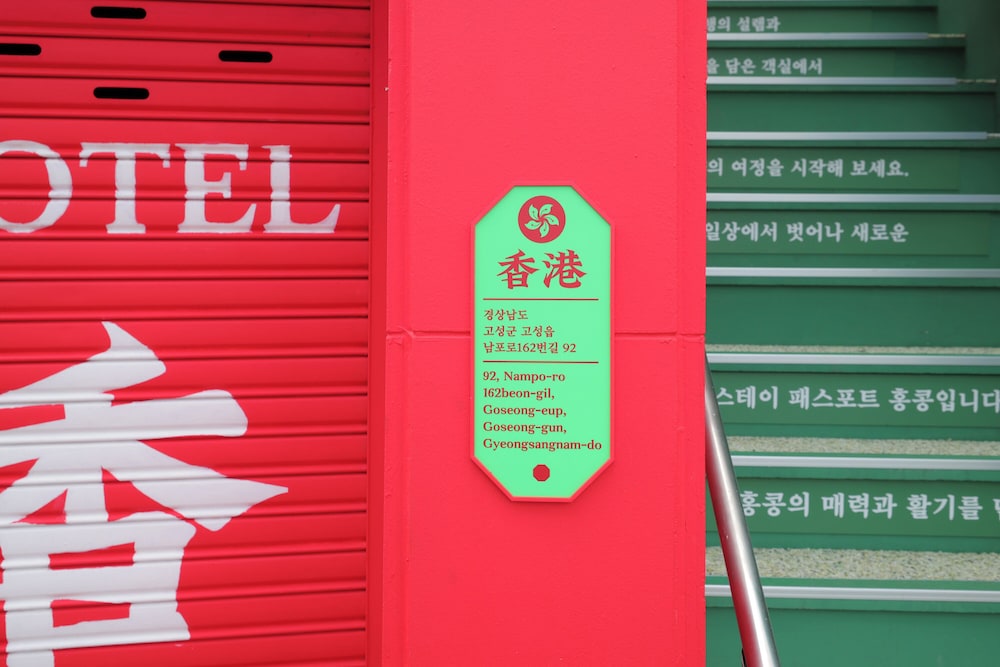 OTEL
香
香港
경상남도
고성군 고성읍
남포로162번길 92
92, Nampo-ro
162beon-gil,
Goseong-eup,
Goseong-gun,
Gyeongsangnam-do
의 설렘과
을 담은 객실에서
의 여정을 시작해 보세요.
일상에서 벗어나 새로운
스테이 패스포트 홍콩입니다
홍콩의 매력과 활기를